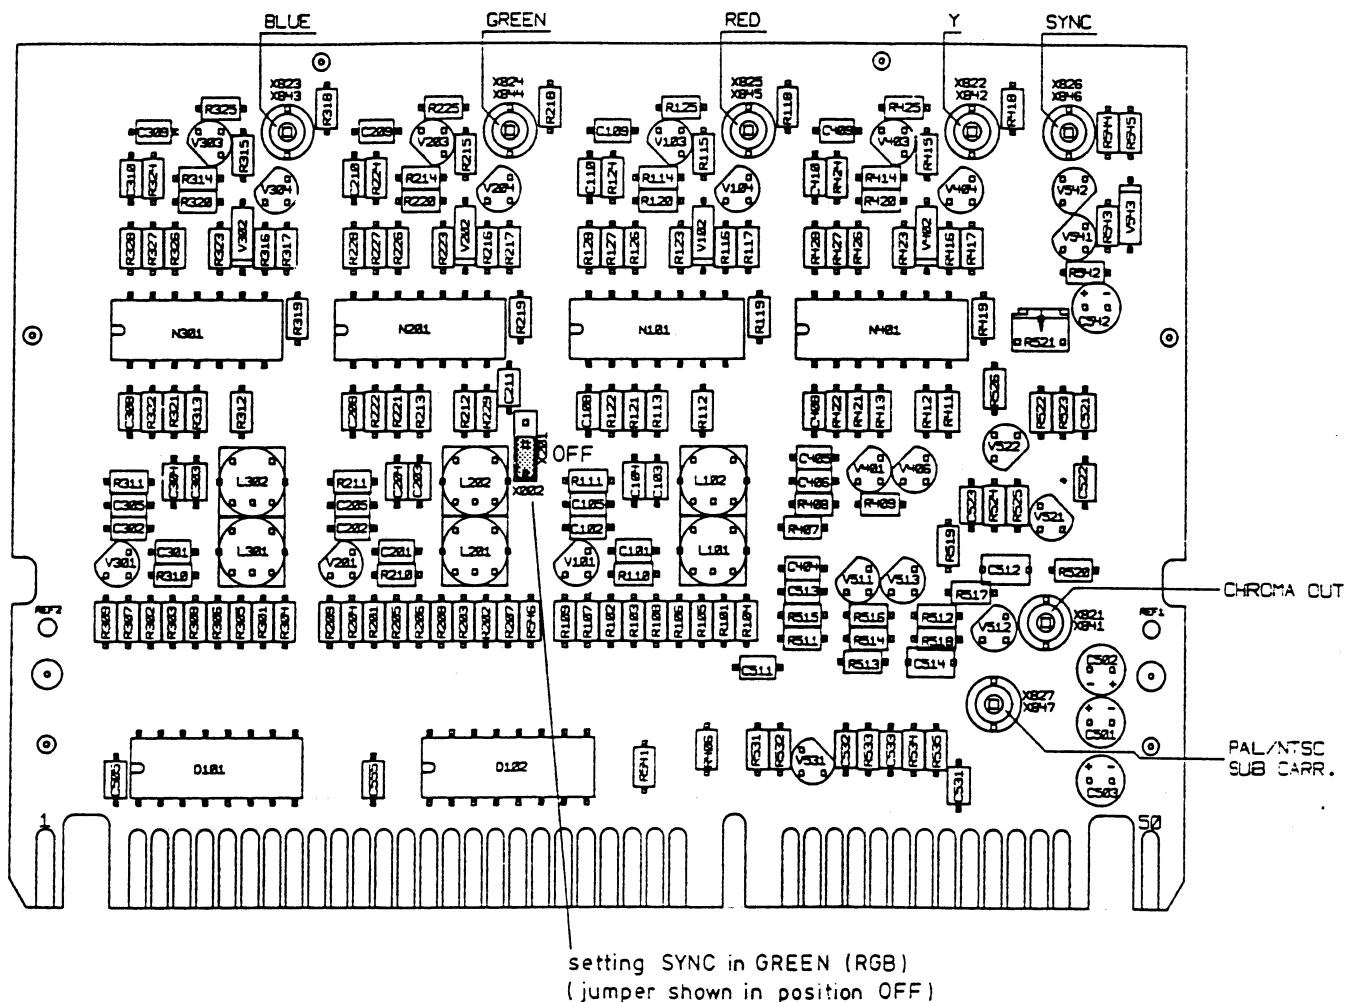 BLUE GREEN RED Y SYNC
X823 X824 X825 X822 X826
X843 X844 X845 X842 X846
R325 R318 R225 R218 R125 R118 R425 R418 R544 R545
C309 V303 R315 C209 V203 R215 C109 V103 R115 C409 V403 R415
C310 R324 R314 V304 C210 R224 R214 V204 C110 R124 R114 V104 C410 R424 R414 V404 V542
R320 R220 R120 R420
R328 R327 R326 R323 V302 R316 R317 R228 R227 R226 R223 V202 R216 R217 R128 R127 R126 R123 V102 R116 R117 R428 R427 R426 R423 V402 R416 R417 V541 R543 V543
R542
N301 R319 N201 R219 N101 R119 N401 R419 R521 C542
C211 R526
C308 R322 R321 R313 R312 C208 R222 R221 R213 R212 R229 C108 R122 R121 R113 R112 C408 R422 R421 R413 R412 R411 R522 R523 C521
X201 OFF
V522
R311 C304 C303 L302 R211 C204 C203 L202 X002 R111 C104 C103 L102 C405 V401 V406 C522
C406
C305 C205 C105 R408 R409 C523 R524 R525 V521
C302 C202 C102 R407
V301 C301 L301 V201 C201 L201 V101 C101 L101 R519
R310 R210 R110 C404 V511 V513 C512 R520
C513 R517 CHROMA OUT
REF2 REF1
R309 R307 R302 R303 R308 R306 R305 R301 R304 R209 R204 R201 R205 R206 R208 R202 R207 R546 R109 R107 R102 R103 R108 R106 R105 R101 R104 R515 R516 R512 V512 X821
X841
R511 R514 R518
C511 R513 C514 C502
X827
X847
C501
PAL/NTSC
SUB CARR.
C505 D101 C555 D102 R541 R406 R531 R532 V531 C532 R533 C533 R534 R535 C531 C503
1 50
setting SYNC in GREEN (RGB)
(jumper shown in position OFF)